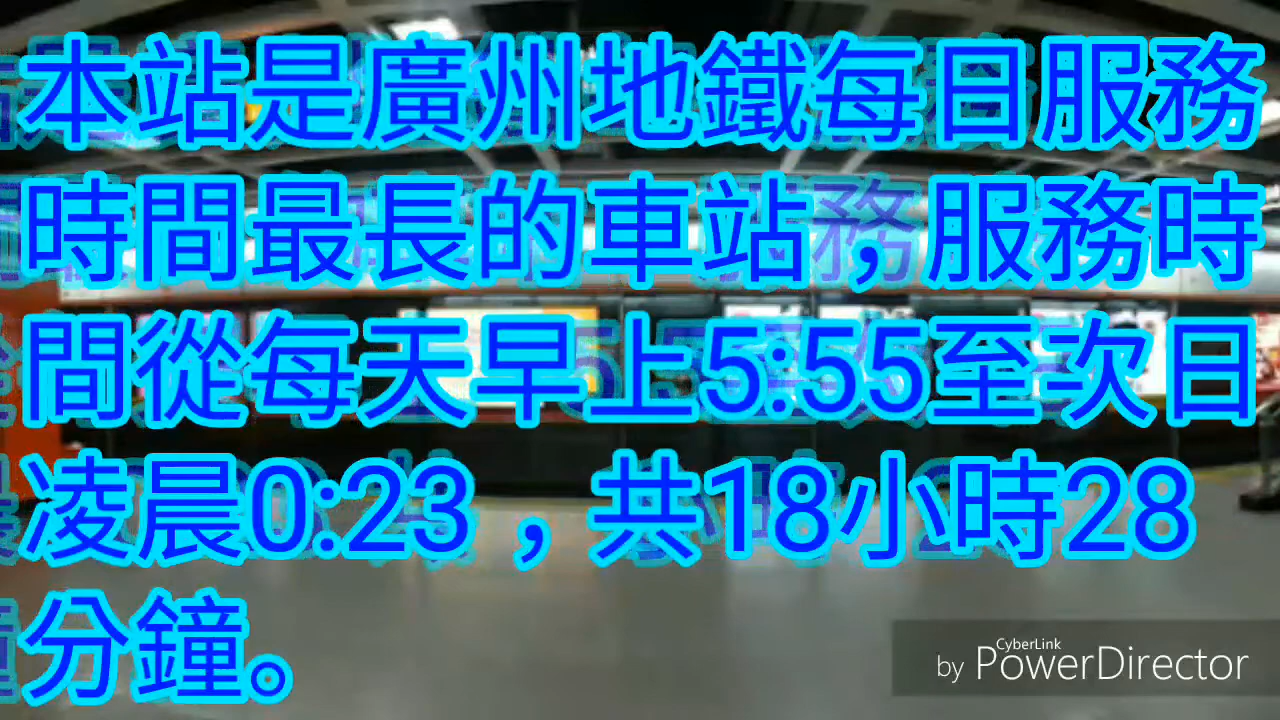 本站是廣州地鐵每日服務
時間最長的車站，服務時
間從每天早上5:55至次日
凌晨0:23，共18小時28
分鐘。
by CyberLink PowerDirector